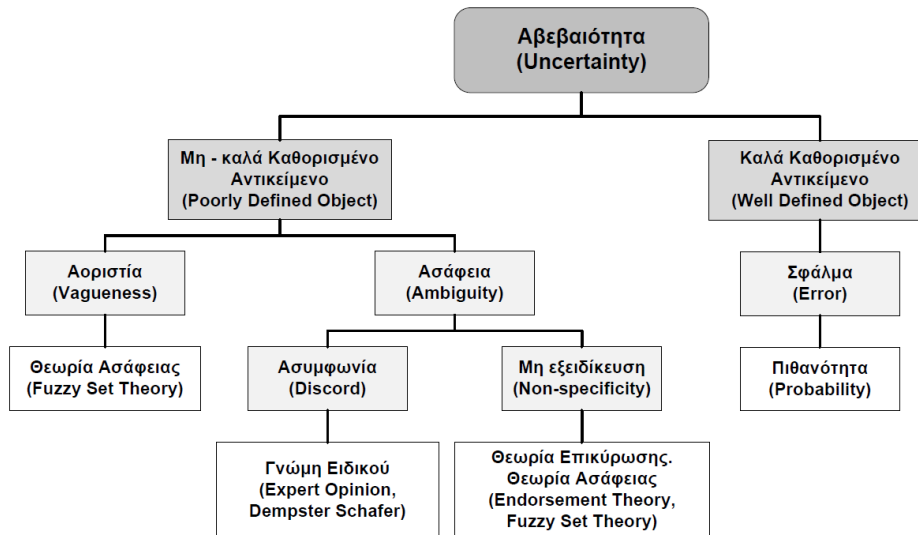 Αβεβαιότητα
(Uncertainty)
Μη - καλά Καθορισμένο
Αντικείμενο
(Poorly Defined Object)
Καλά Καθορισμένο
Αντικείμενο
(Well Defined Object)
Αοριστία
(Vagueness)
Ασάφεια
(Ambiguity)
Σφάλμα
(Error)
Θεωρία Ασάφειας
(Fuzzy Set Theory)
Ασυμφωνία
(Discord)
Μη εξειδίκευση
(Non-specificity)
Πιθανότητα
(Probability)
Γνώμη Ειδικού
(Expert Opinion,
Dempster Schafer)
Θεωρία Επικύρωσης.
Θεωρία Ασάφειας
(Endorsement Theory,
Fuzzy Set Theory)